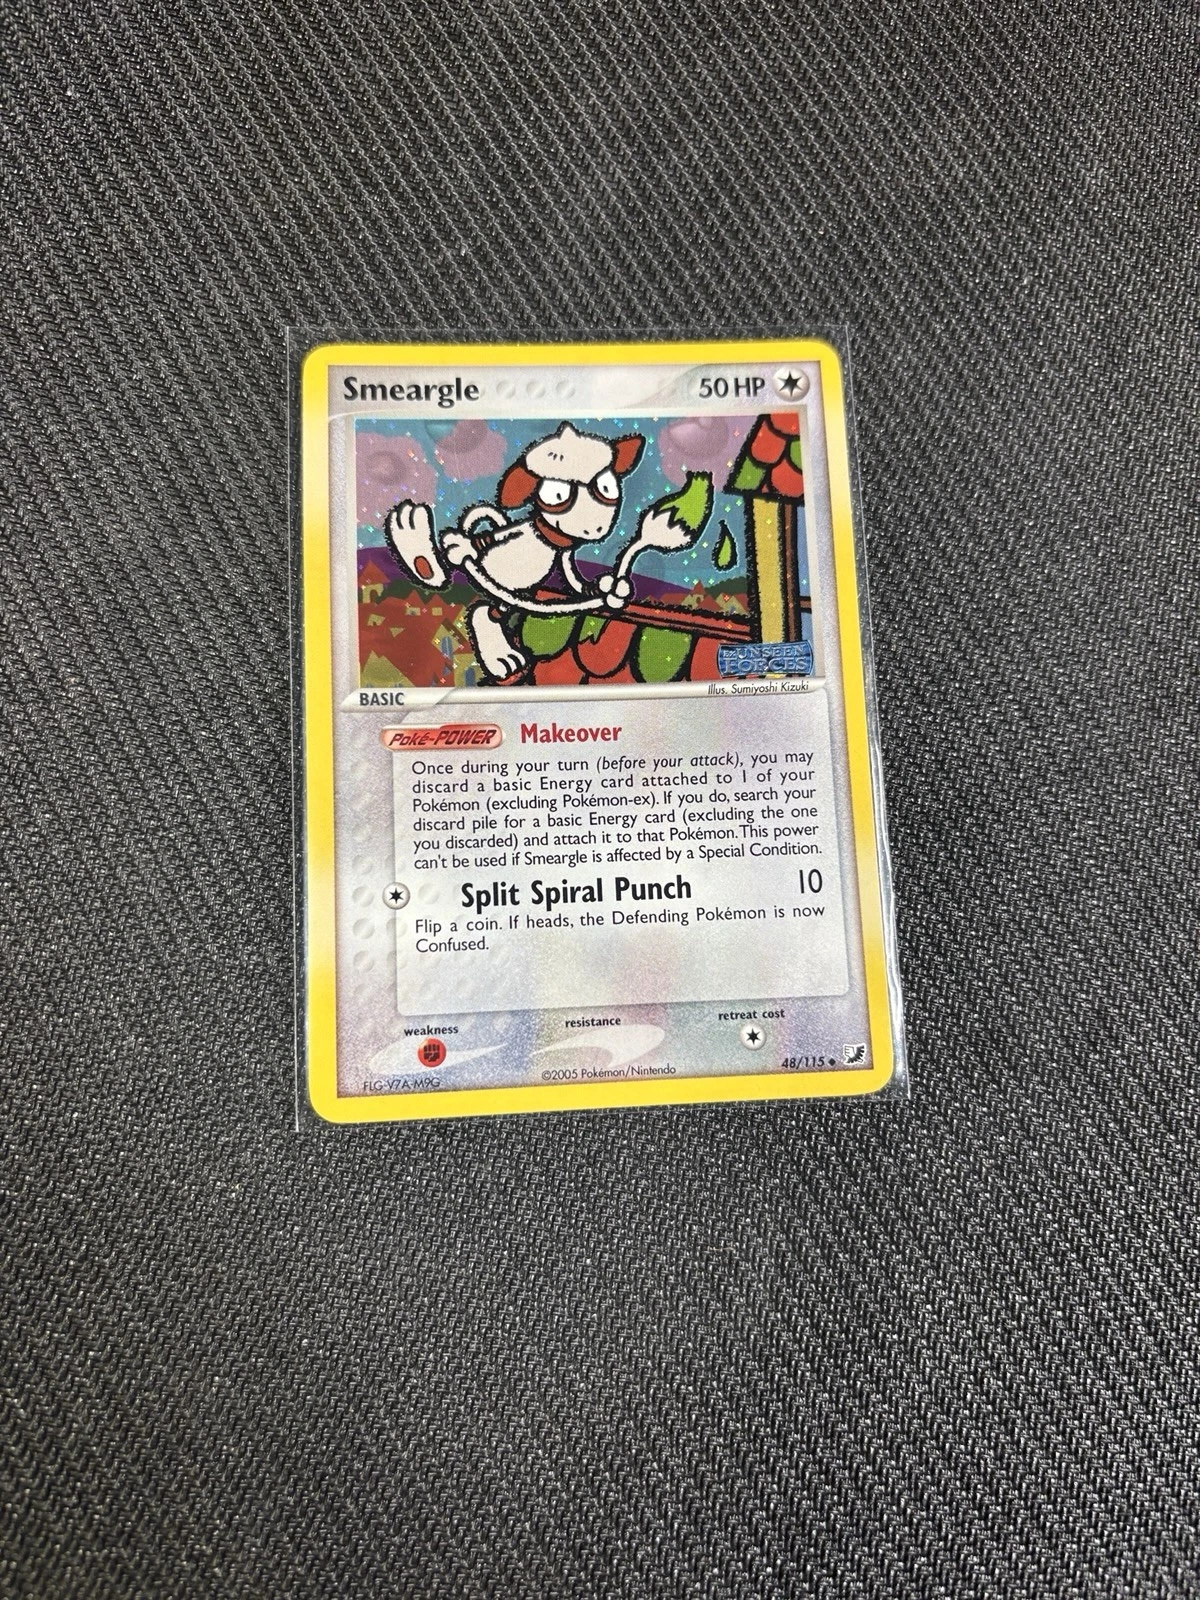 Smeargle 50 HP
EX UNSEEN
FORCES
BASIC
Illus. Sumiyoshi Kizuki
Poké-POWER Makeover
Once during your turn (before your attack), you may
discard a basic Energy card attached to 1 of your
Pokémon (excluding Pokémon-ex). If you do, search your
discard pile for a basic Energy card (excluding the one
you discarded) and attach it to that Pokémon. This power
can't be used if Smeargle is affected by a Special Condition.
Split Spiral Punch 10
Flip a coin. If heads, the Defending Pokémon is now
Confused.
weakness resistance retreat cost
FLG-V7A-M9G ©2005 Pokémon/Nintendo 48/115